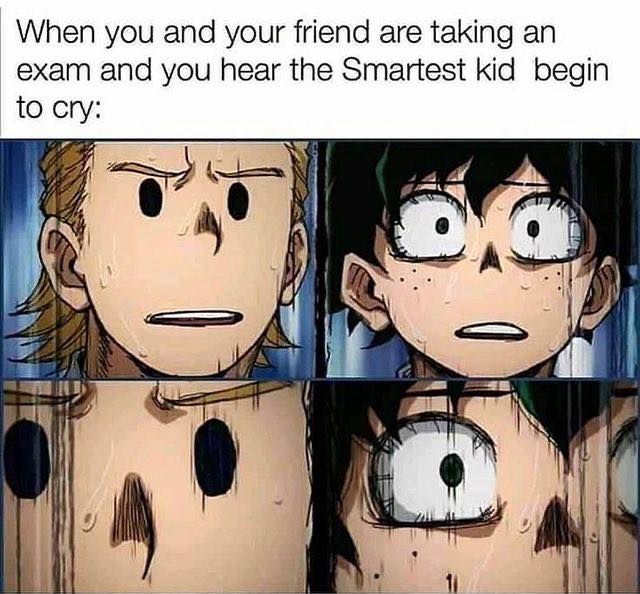 When you and your friend are taking an
exam and you hear the Smartest kid begin
to cry: